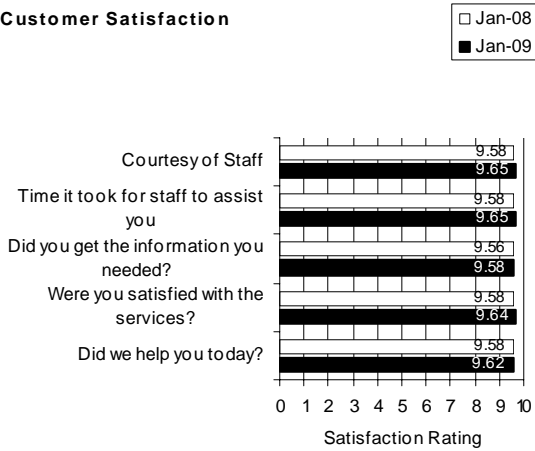 Customer Satisfaction
Jan-08
Jan-09
Courtesy of Staff
9.58
9.65
Time it took for staff to assist
you
9.58
9.65
Did you get the information you
needed?
9.56
9.58
Were you satisfied with the
services?
9.58
9.64
Did we help you today?
9.58
9.62
0 1 2 3 4 5 6 7 8 9 10
Satisfaction Rating